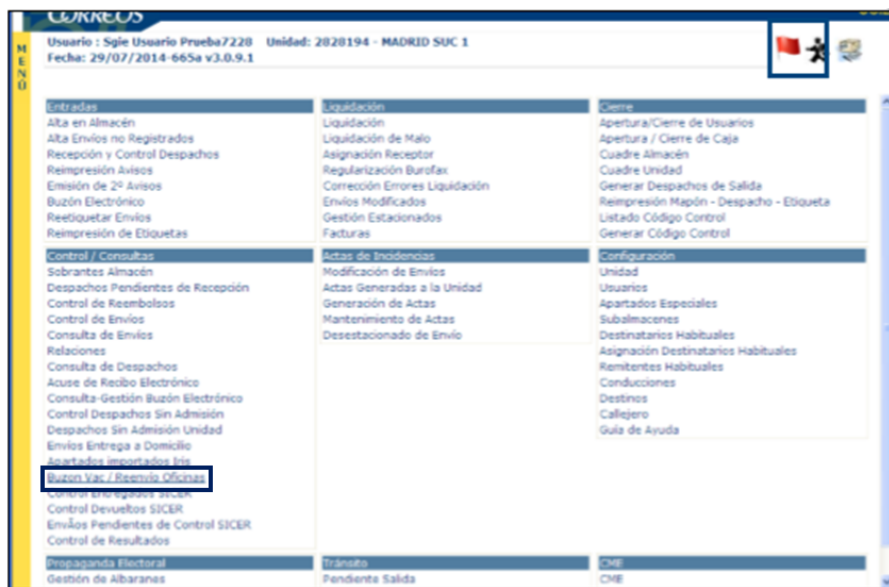 CORREOS
MENÚ
Usuario : Sgie Usuario Prueba7228 Unidad: 2828194 - MADRID SUC 1
Fecha: 29/07/2014-665a v3.0.9.1
Entradas
Alta en Almacén
Alta Envíos no Registrados
Recepción y Control Despachos
Reimpresión Avisos
Emisión de 2º Avisos
Buzón Electrónico
Reetiquetar Envíos
Reimpresión de Etiquetas
Liquidación
Liquidación
Liquidación de Malo
Asignación Receptor
Regularización Burofax
Corrección Errores Liquidación
Envíos Modificados
Gestión Estacionados
Facturas
Cierre
Apertura/Cierre de Usuarios
Apertura / Cierre de Caja
Cuadre Almacén
Cuadre Unidad
Generar Despachos de Salida
Reimpresión Mapón - Despacho - Etiqueta
Listado Código Control
Generar Código Control
Control / Consultas
Sobrantes Almacén
Despachos Pendientes de Recepción
Control de Reembolsos
Control de Envíos
Consulta de Envíos
Relaciones
Consulta de Despachos
Acuse de Recibo Electrónico
Consulta-Gestión Buzón Electrónico
Control Despachos Sin Admisión
Despachos Sin Admisión Unidad
Envíos Entrega a Domicilio
Apartados importados Iris
Buzon Vac / Reenvio Oficinas
Control Entregados SICER
Control Devueltos SICER
EnvÃos Pendientes de Control SICER
Control de Resultados
Actas de Incidencias
Modificación de Envíos
Actas Generadas a la Unidad
Generación de Actas
Mantenimiento de Actas
Desestacionado de Envío
Configuración
Unidad
Usuarios
Apartados Especiales
Subalmacenes
Destinatarios Habituales
Asignación Destinatarios Habituales
Remitentes Habituales
Conducciones
Destinos
Callejero
Guía de Ayuda
Propaganda Electoral
Gestión de Albaranes
Tránsito
Pendiente Salida
CME
CME